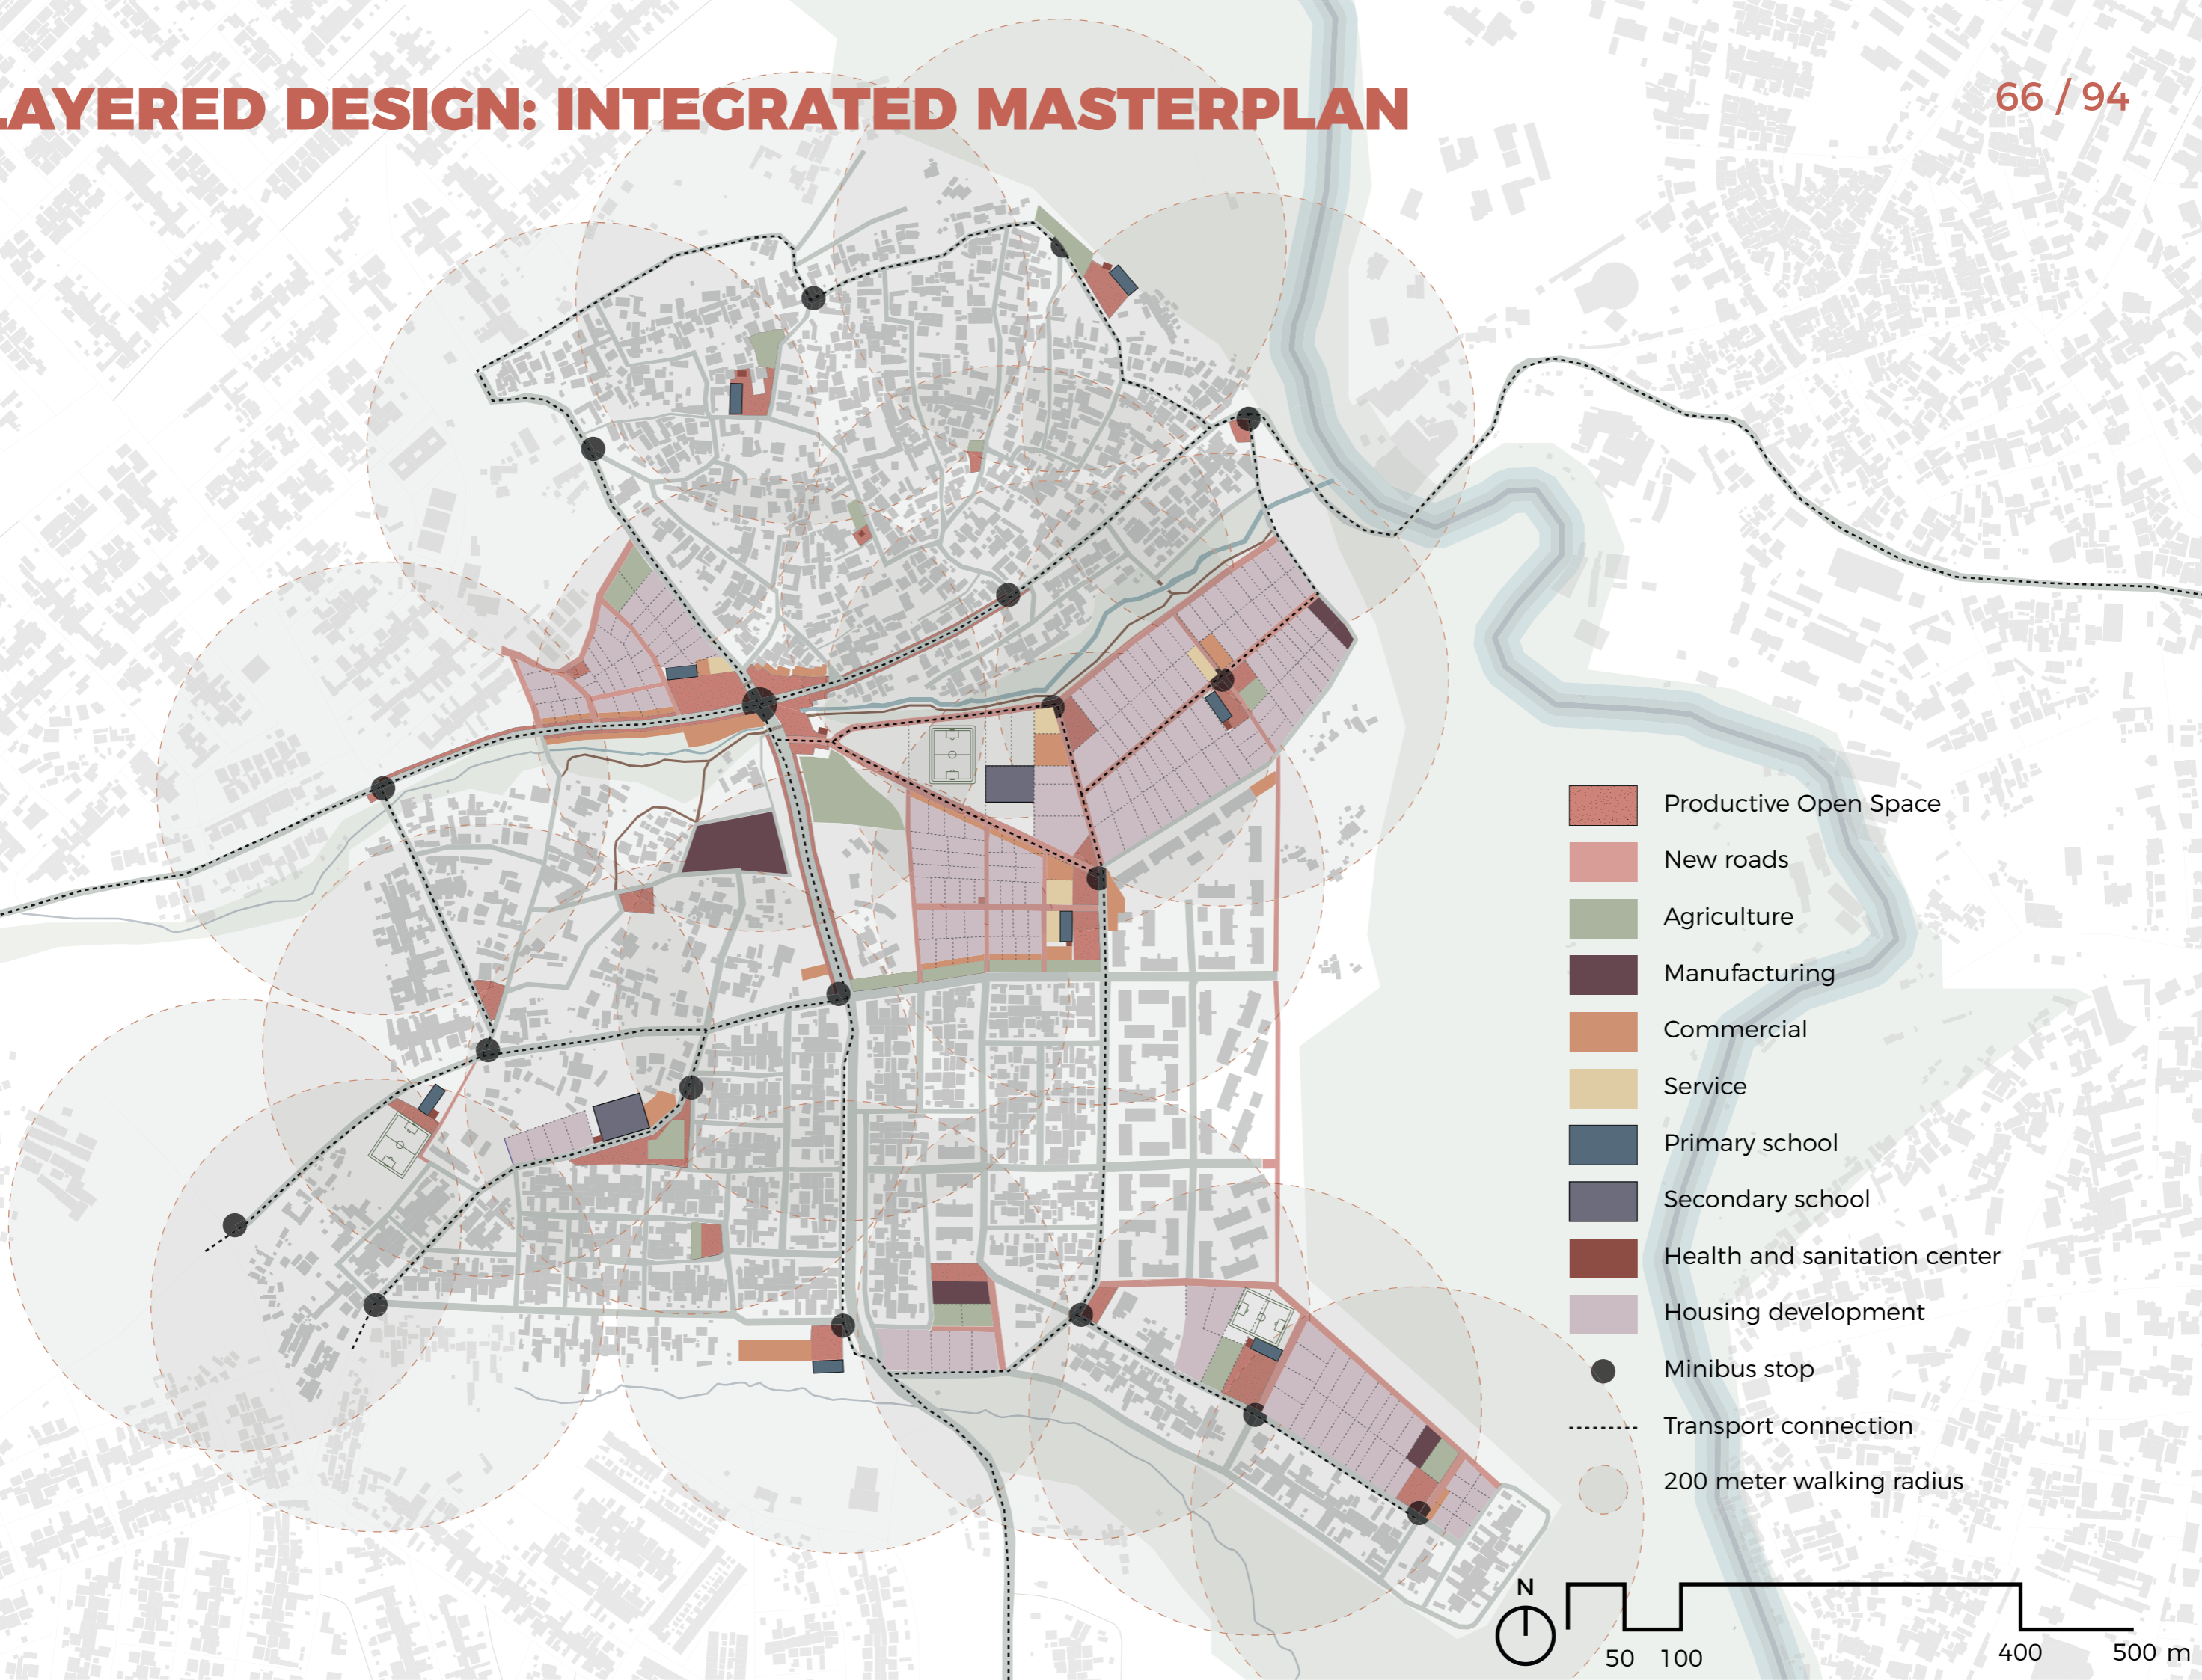 LAYERED DESIGN: INTEGRATED MASTERPLAN
66 / 94
Productive Open Space
New roads
Agriculture
Manufacturing
Commercial
Service
Primary school
Secondary school
Health and sanitation center
Housing development
Minibus stop
Transport connection
200 meter walking radius
N
50 100 400 500 m